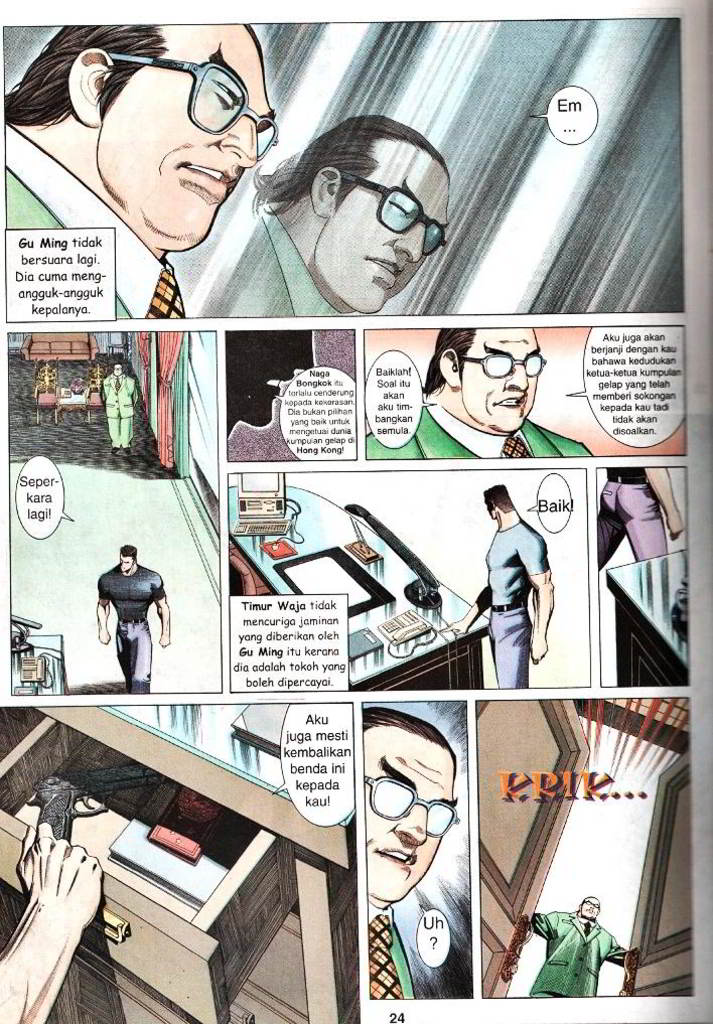 Em
...
Gu Ming tidak
bersuara lagi.
Dia cuma meng-
angguk-angguk
kepalanya.
Seper-
kara
lagi!
Naga
Bongkok itu
terlalu cenderung
kepada kekerasan.
Dia bukan pilihan
yang baik untuk
mengetuai dunia
kumpulan gelap di
Hong Kong!
Baiklah!
Soal itu
akan
aku tim-
bangkan
semula.
Aku juga akan
berjanji dengan kau
bahawa kedudukan
ketua-ketua kumpulan
gelap yang telah
memberi sokongan
kepada kau tadi
tidak akan
disoalkan.
Baik!
Timur Waja tidak
mencuriga jaminan
yang diberikan oleh
Gu Ming itu kerana
dia adalah tokoh yang
boleh dipercayai.
Aku
juga mesti
kembalikan
benda ini
kepada
kau!
Uh
?
KRIK...
24